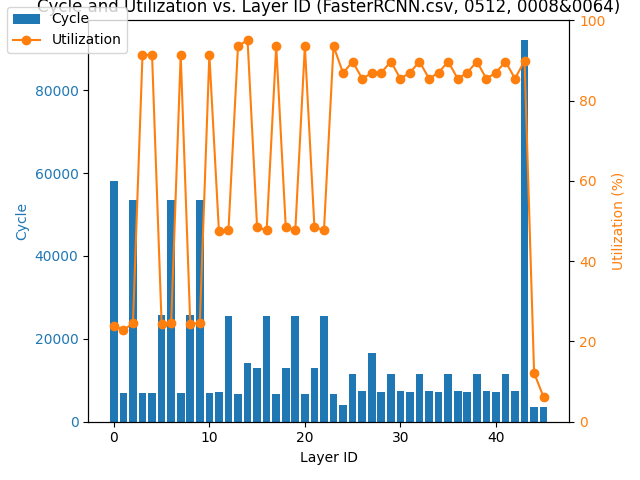 Cycle and Utilization vs. Layer ID (FasterRCNN.csv, 0512, 0008&0064)
Cycle
Utilization
Cycle
0
20000
40000
60000
80000
0
20
40
60
80
100
Utilization (%)
0
10
20
30
40
Layer ID